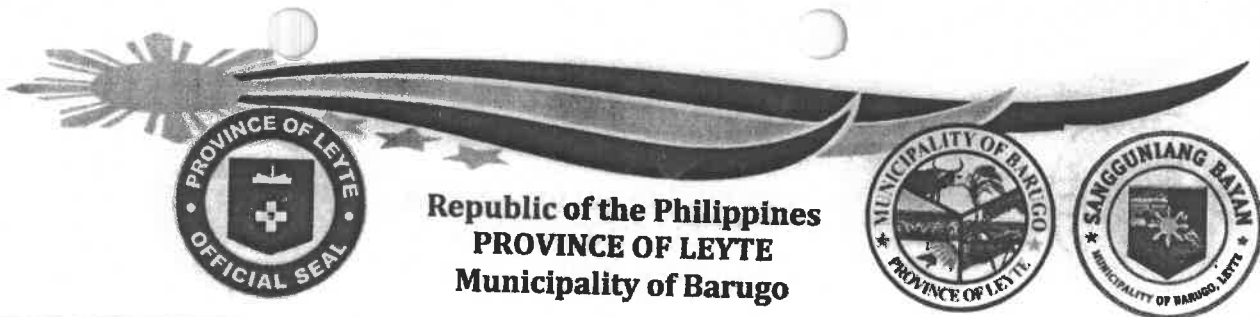 PROVINCE OF LEYTE
OFFICIAL SEAL
Republic of the Philippines
PROVINCE OF LEYTE
Municipality of Barugo
MUNICIPALITY OF BARUGO
PROVINCE OF LEYTE
SANGGUNIANG BAYAN
MUNICIPALITY OF BARUGO, LEYTE